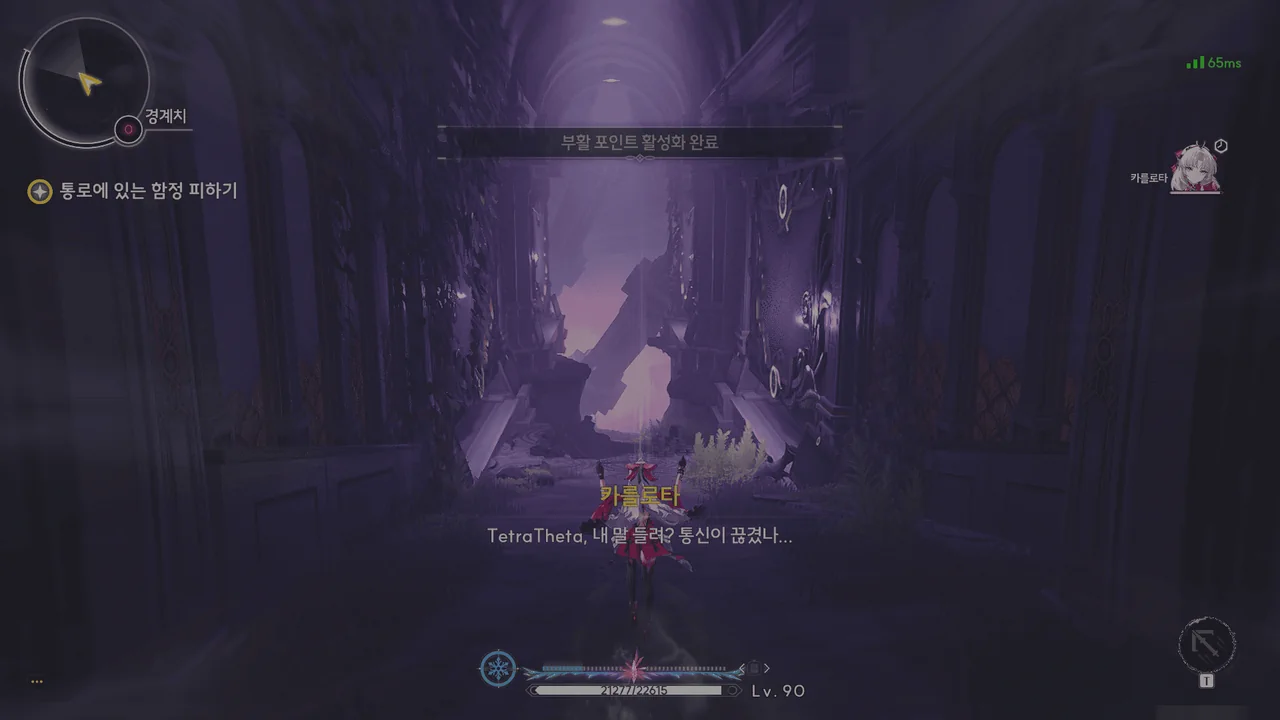 65ms
경계치
0
부활 포인트 활성화 완료
통로에 있는 함정 피하기
카를로타
카를로타
TetraTheta, 내 말 들려? 통신이 끊겼나...
21277/22615
Lv. 90
T